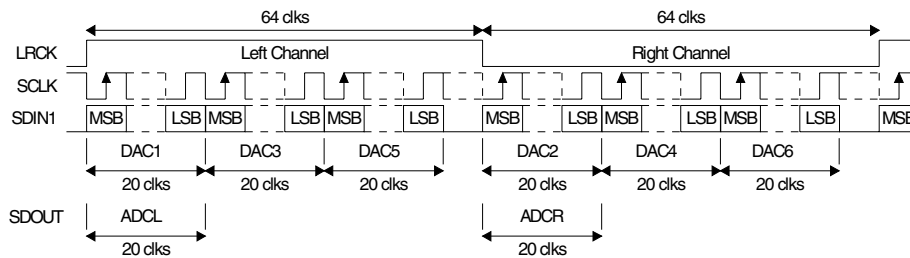 64 clks 64 clks
LRCK Left Channel Right Channel
SCLK
SDIN1 MSB LSB MSB LSB MSB LSB MSB LSB MSB LSB MSB LSB MSB
DAC1 DAC3 DAC5 DAC2 DAC4 DAC6
20 clks 20 clks 20 clks 20 clks 20 clks 20 clks
SDOUT ADCL ADCR
20 clks 20 clks